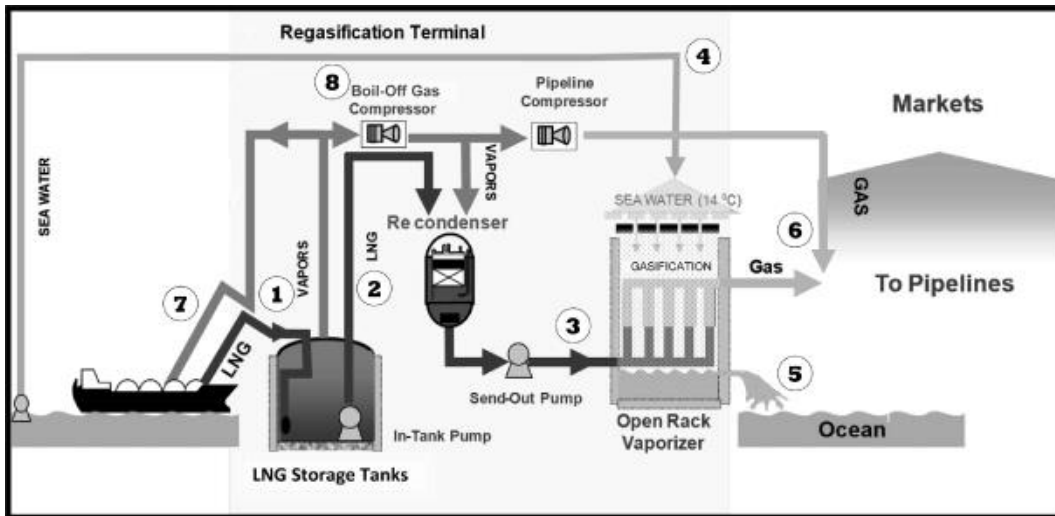 Regasification Terminal
4
8
Boil-Off Gas
Compressor
Pipeline
Compressor
Markets
SEA WATER
VAPORS
LNG
VAPORS
SEA WATER (14 ºC)
GAS
Re condenser
6
GASIFICATION
Gas
To Pipelines
7
1
2
3
LNG
5
Send-Out Pump
In-Tank Pump
Open Rack
Vaporizer
Ocean
LNG Storage Tanks